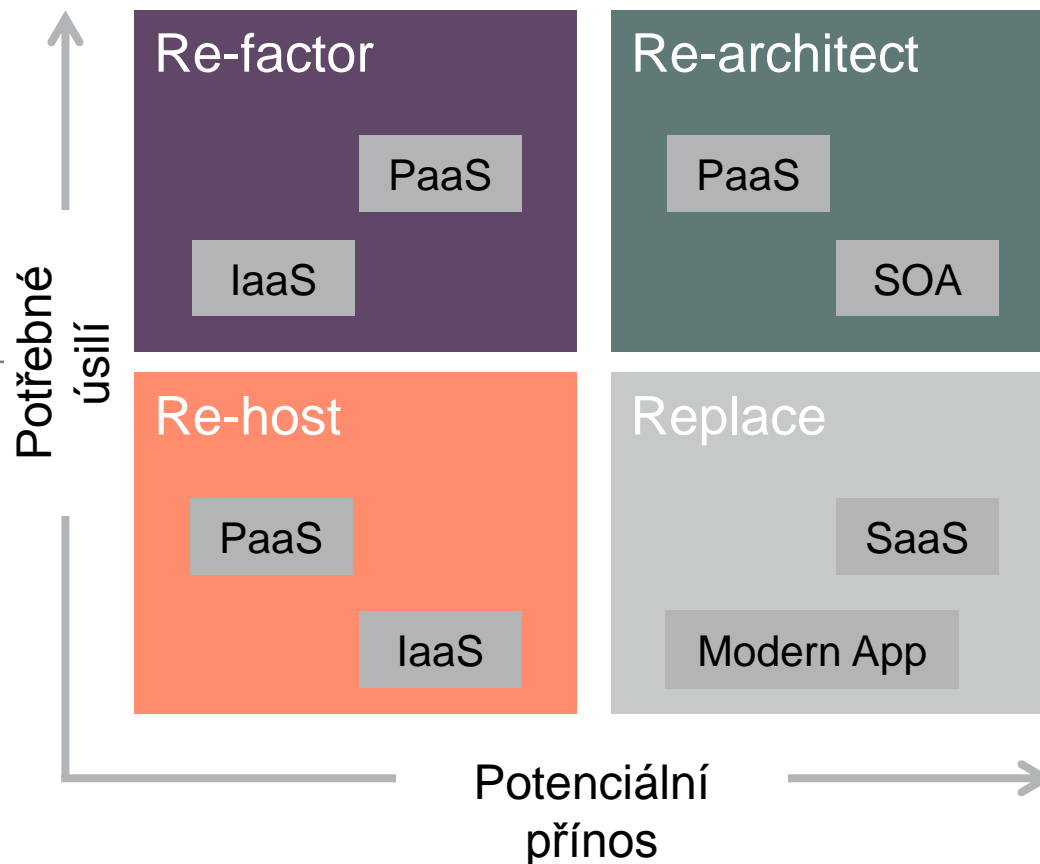 Re-factor
PaaS
IaaS
Re-architect
PaaS
SOA
Potřebné
úsilí
Re-host
PaaS
IaaS
Replace
SaaS
Modern App
Potenciální
přínos